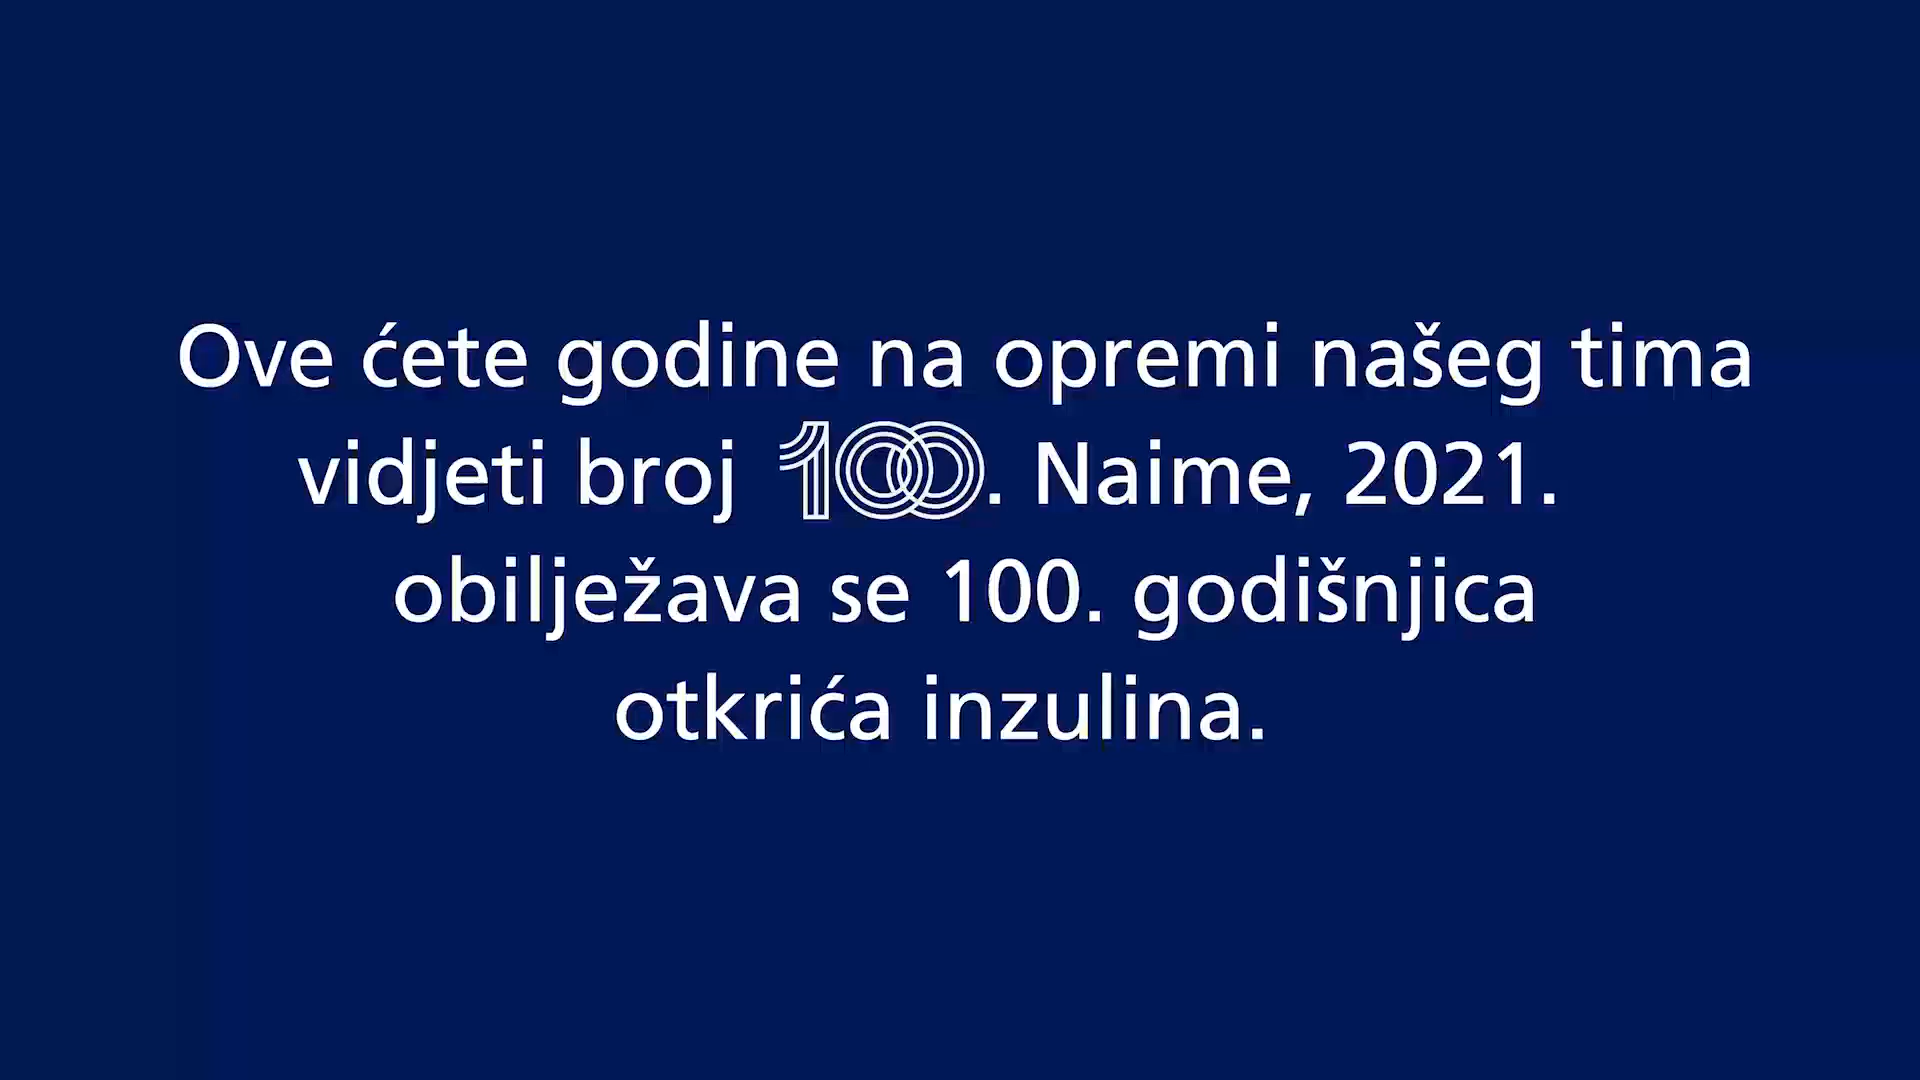 Ove ćete godine na opremi našeg tima
vidjeti broj 100. Naime, 2021.
obilježava se 100. godišnjica
otkrića inzulina.